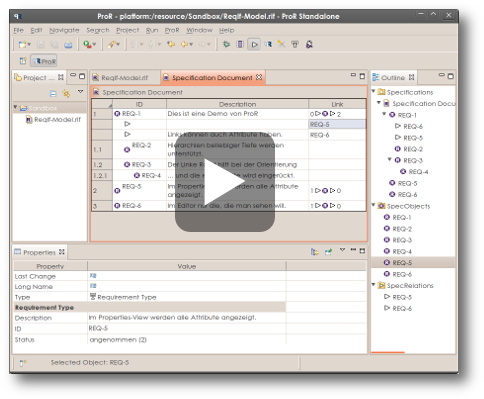 ProR - platform:/resource/Sandbox/Reqif-Model.rif - ProR Standalone
File Edit Navigate Search Project Run ProR Window Help
ProR
Project ...
Sandbox
ReqIf-Model.rif
ReqIf-Model.rif Specification Document
Specification Document
ID Description Link
1 REQ-1 Dies ist eine Demo von ProR 0 2
REQ-5
Links können auch Attribute haben. REQ-6
1.1 REQ-2 Hierarchien beliebiger Tiefe werden
unterstützt.
1.2 REQ-3 Der Linke R hilft bei der Orientierung
1.2.1 REQ-4 ... und die e wird eingerückt.
2 REQ-5 Im Prope rden alle Attribute 1 0
angezeigt.
3 REQ-6 Im Editor nur die, die man sehen will. 1 0
Properties
Property Value
Last Change
Long Name
Type Requirement Type
Requirement Type
Description Im Properties-View werden alle Attribute angezeigt.
ID REQ-5
Status angenommen (2)
Outline
Specifications
Specification Docu
REQ-1
REQ-6
REQ-5
REQ-2
REQ-3
REQ-4
REQ-5
REQ-6
SpecObjects
REQ-1
REQ-2
REQ-3
REQ-4
REQ-5
REQ-6
SpecRelations
REQ-5
REQ-6
Selected Object: REQ-5